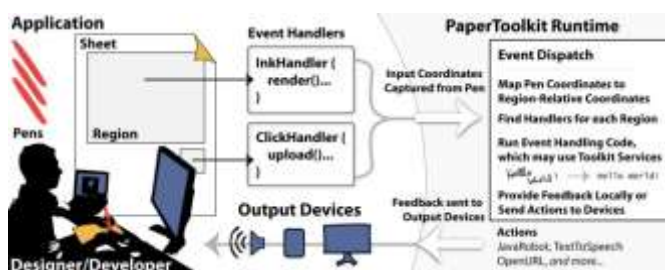 Application
Sheet
Region
Pens
Designer/Developer
Event Handlers
InkHandler {
render()...
}
ClickHandler {
upload()...
}
Input Coordinates
Captured from Pen
Feedback sent to
Output Devices
Output Devices
PaperToolkit Runtime
Event Dispatch
Map Pen Coordinates to
Region-Relative Coordinates
Find Handlers for each Region
Run Event Handling Code,
which may use Toolkit Services
Hello World! Hello World!
Provide Feedback Locally or
Send Actions to Devices
Actions
JavaRobot, TextToSpeech
OpenURL, and more...